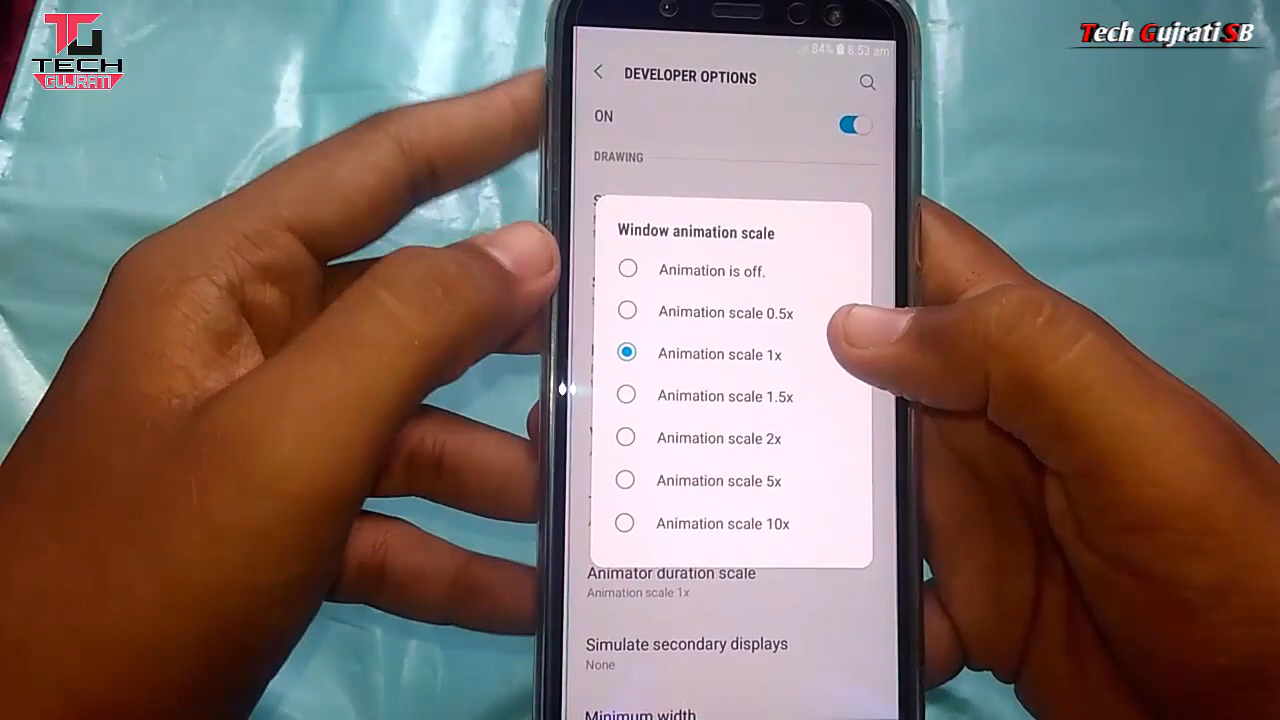 TG
TECH
GUJRATI
Tech Gujrati SB
84% 8.53 am
DEVELOPER OPTIONS
ON
DRAWING
Window animation scale
Animation is off.
Animation scale 0.5x
Animation scale 1x
Animation scale 1.5x
Animation scale 2x
Animation scale 5x
Animation scale 10x
Animator duration scale
Animation scale 1x
Simulate secondary displays
None
Minimum width